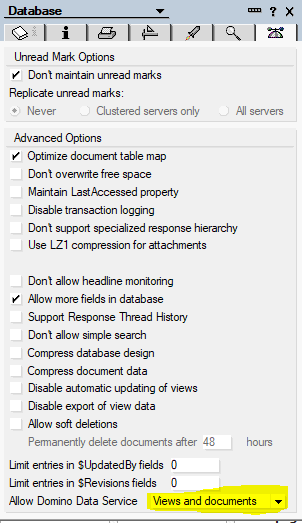 Database
?
Unread Mark Options
Don't maintain unread marks
Replicate unread marks:
Never Clustered servers only All servers
Advanced Options
Optimize document table map
Don't overwrite free space
Maintain LastAccessed property
Disable transaction logging
Don't support specialized response hierarchy
Use LZ1 compression for attachments
Don't allow headline monitoring
Allow more fields in database
Support Response Thread History
Don't allow simple search
Compress database design
Compress document data
Disable automatic updating of views
Disable export of view data
Allow soft deletions
Permanently delete documents after 48 hours
Limit entries in $UpdatedBy fields 0
Limit entries in $Revisions fields 0
Allow Domino Data Service Views and documents